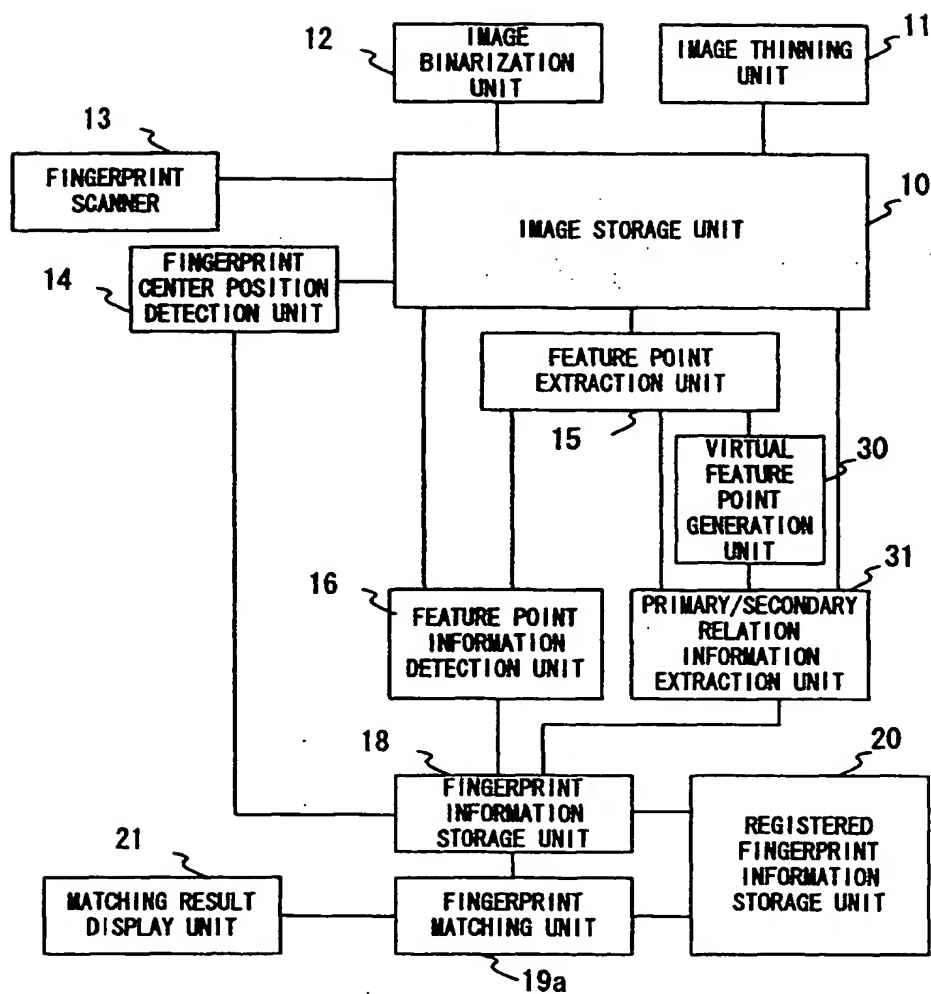 12
IMAGE
BINARIZATION
UNIT
11
IMAGE THINNING
UNIT
13
FINGERPRINT
SCANNER
10
IMAGE STORAGE UNIT
14
FINGERPRINT
CENTER POSITION
DETECTION UNIT
FEATURE POINT
EXTRACTION UNIT
15
30
VIRTUAL
FEATURE
POINT
GENERATION
UNIT
16
FEATURE POINT
INFORMATION
DETECTION UNIT
31
PRIMARY/SECONDARY
RELATION
INFORMATION
EXTRACTION UNIT
18
FINGERPRINT
INFORMATION
STORAGE UNIT
20
REGISTERED
FINGERPRINT
INFORMATION
STORAGE UNIT
21
MATCHING RESULT
DISPLAY UNIT
FINGERPRINT
MATCHING UNIT
19a